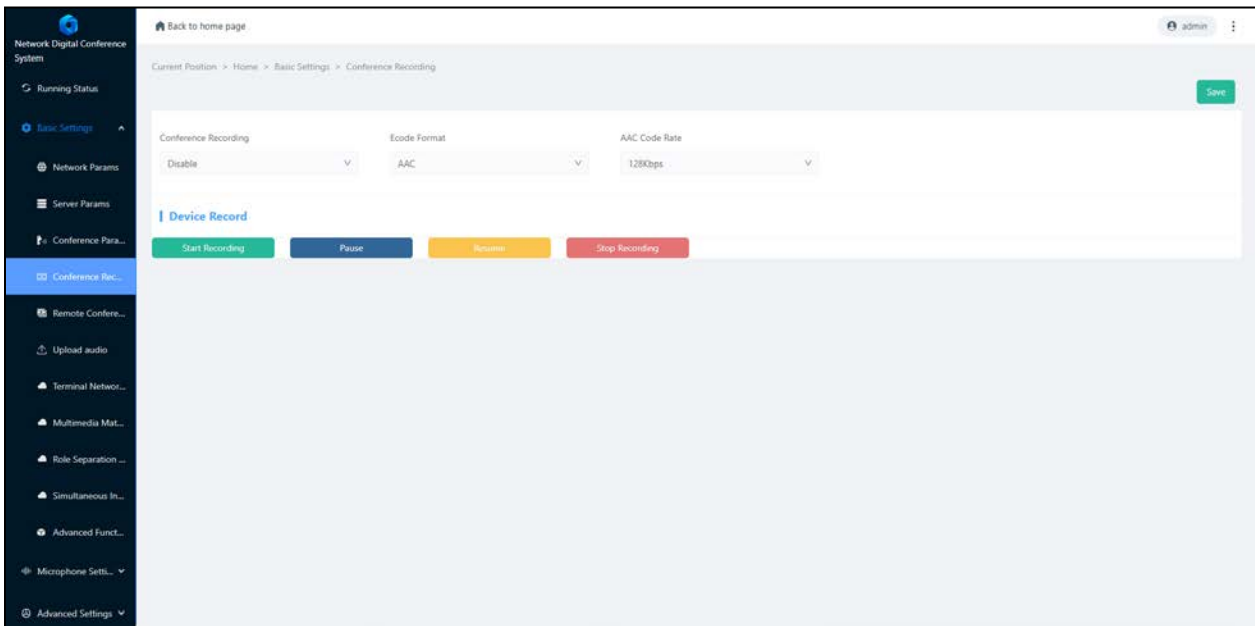 Network Digital Conference
System
Running Status
Basic Settings
Network Params
Server Params
Conference Para...
Conference Rec...
Remote Confere...
Upload audio
Terminal Networ...
Multimedia Mat...
Role Separation ...
Simultaneous In...
Advanced Funct...
Microphone Setti...
Advanced Settings
Back to home page
admin
Current Position > Home > Basic Settings > Conference Recording
Save
Conference Recording Ecode Format AAC Code Rate
Disable AAC 128Kbps
Device Record
Start Recording Pause Resume Stop Recording